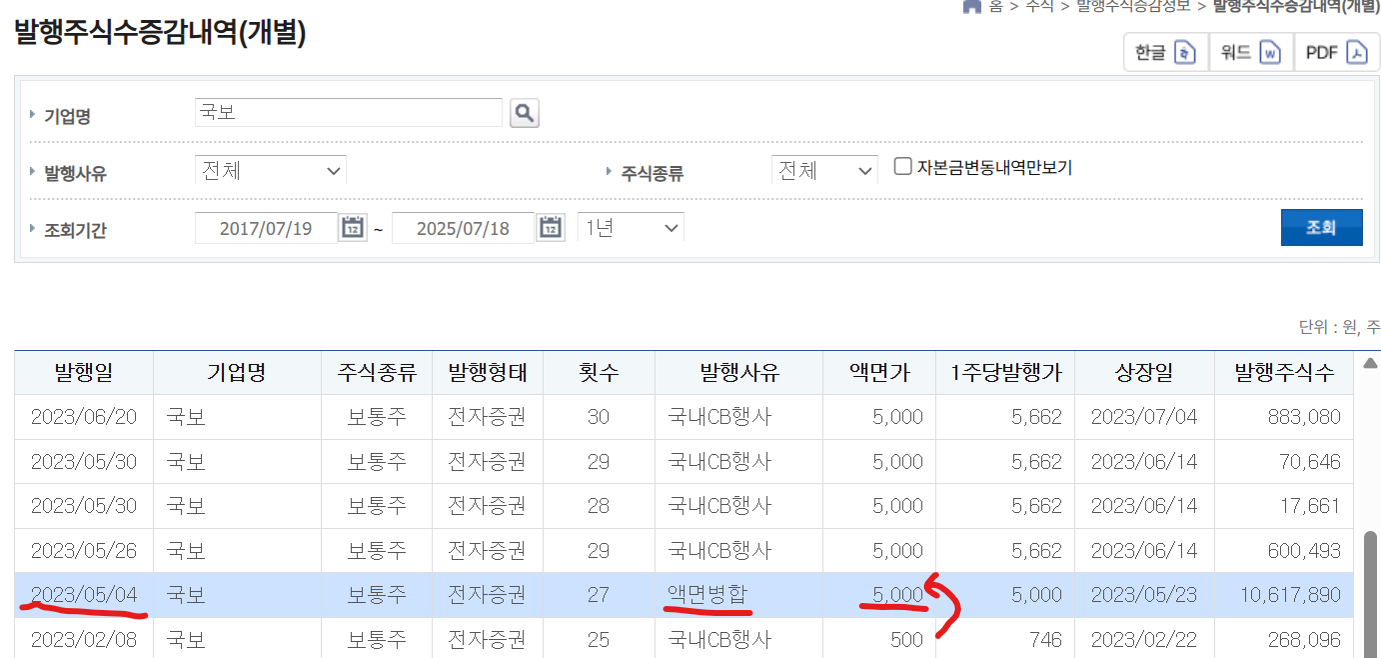 홈 > 주식 > 발행주식증감정보 > 발행주식수증감내역(개별)
발행주식수증감내역(개별)
한글 워드 PDF
기업명 국보
발행사유 전체 주식종류 전체 자본금변동내역만보기
조회기간 2017/07/19 ~ 2025/07/18 1년 조회
단위 : 원, 주
발행일 기업명 주식종류 발행형태 횟수 발행사유 액면가 1주당발행가 상장일 발행주식수
2023/06/20 국보 보통주 전자증권 30 국내CB행사 5,000 5,662 2023/07/04 883,080
2023/05/30 국보 보통주 전자증권 29 국내CB행사 5,000 5,662 2023/06/14 70,646
2023/05/30 국보 보통주 전자증권 28 국내CB행사 5,000 5,662 2023/06/14 17,661
2023/05/26 국보 보통주 전자증권 29 국내CB행사 5,000 5,662 2023/06/14 600,493
2023/05/04 국보 보통주 전자증권 27 액면병합 5,000 5,000 2023/05/23 10,617,890
2023/02/08 국보 보통주 전자증권 25 국내CB행사 500 746 2023/02/22 268,096